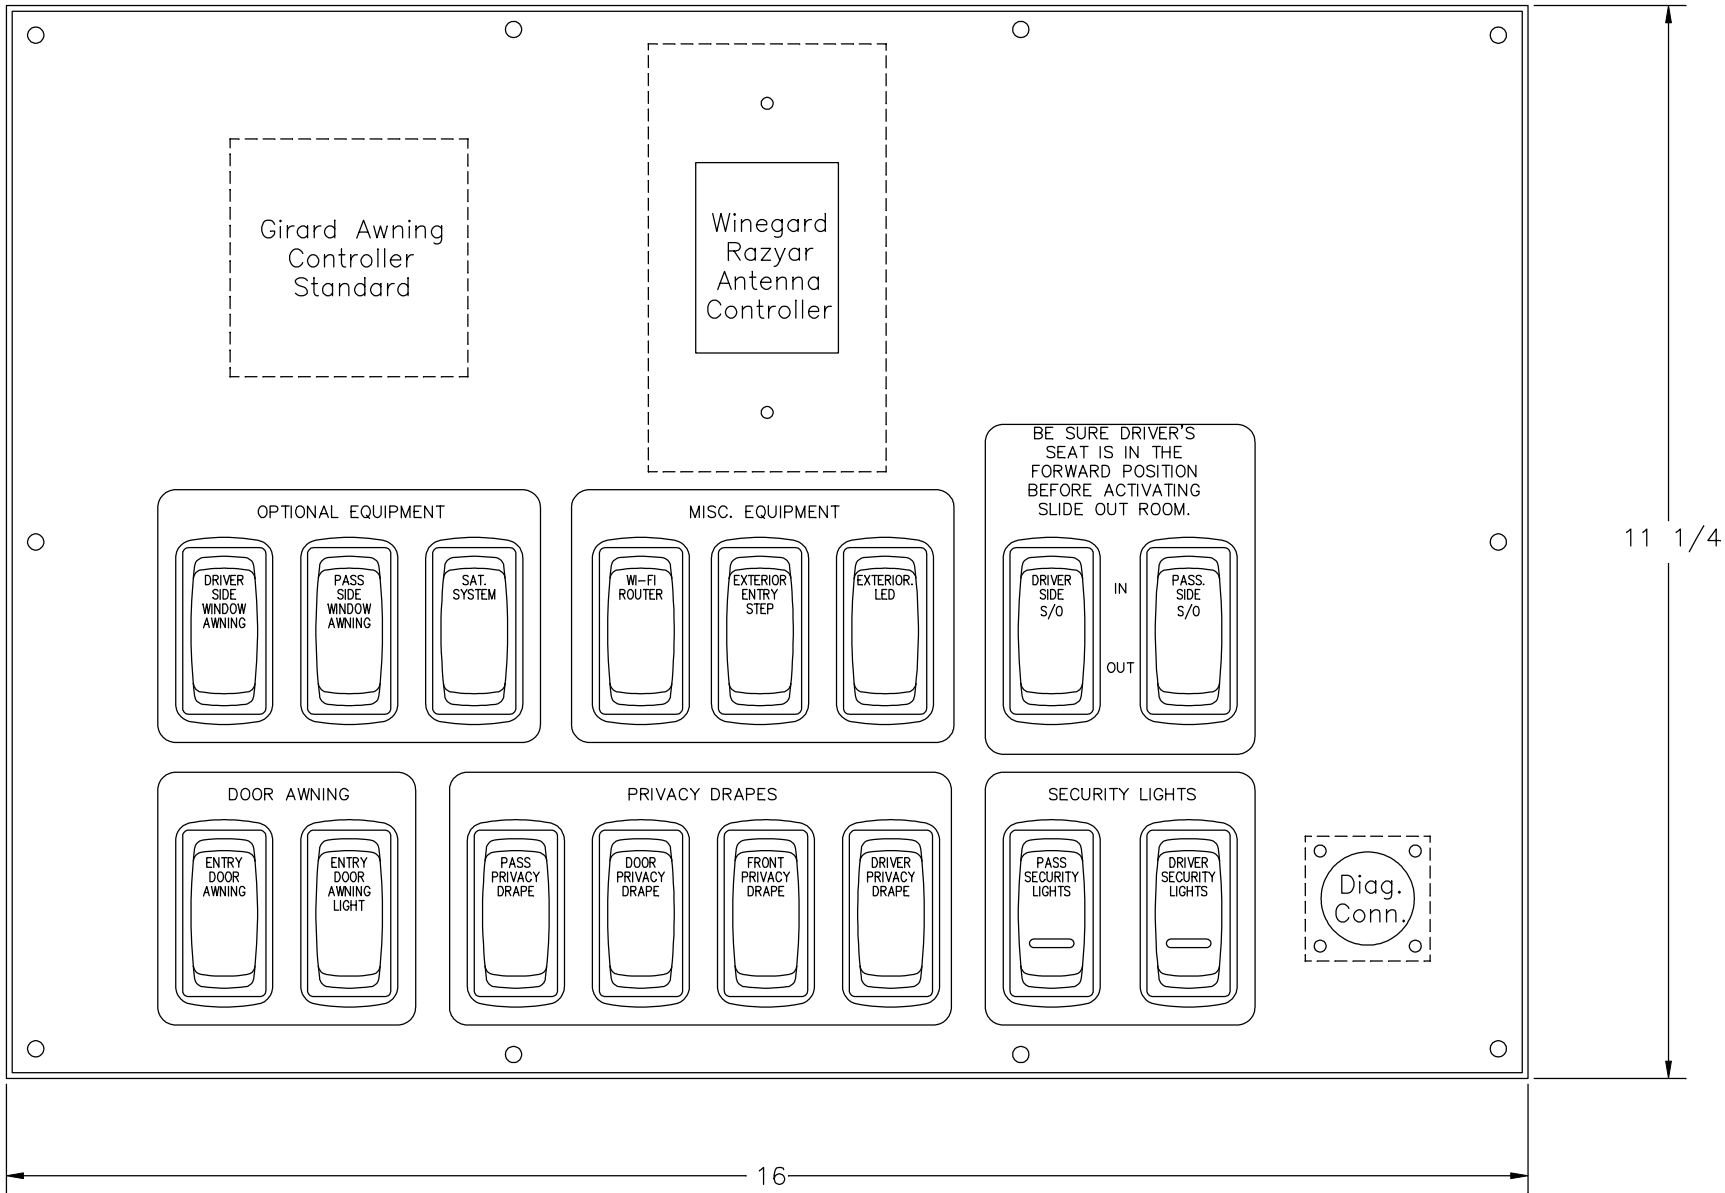 Girard Awning
Controller
Standard
Winegard
Razyar
Antenna
Controller
BE SURE DRIVER'S
SEAT IS IN THE
FORWARD POSITION
BEFORE ACTIVATING
SLIDE OUT ROOM.
OPTIONAL EQUIPMENT
DRIVER
SIDE
WINDOW
AWNING
PASS
SIDE
WINDOW
AWNING
SAT.
SYSTEM
MISC. EQUIPMENT
WI-FI
ROUTER
EXTERIOR
ENTRY
STEP
EXTERIOR.
LED
DRIVER
SIDE
S/O
IN
OUT
PASS.
SIDE
S/O
11 1/4
DOOR AWNING
ENTRY
DOOR
AWNING
ENTRY
DOOR
AWNING
LIGHT
PRIVACY DRAPES
PASS
PRIVACY
DRAPE
DOOR
PRIVACY
DRAPE
FRONT
PRIVACY
DRAPE
DRIVER
PRIVACY
DRAPE
SECURITY LIGHTS
PASS
SECURITY
LIGHTS
DRIVER
SECURITY
LIGHTS
Diag.
Conn.
16